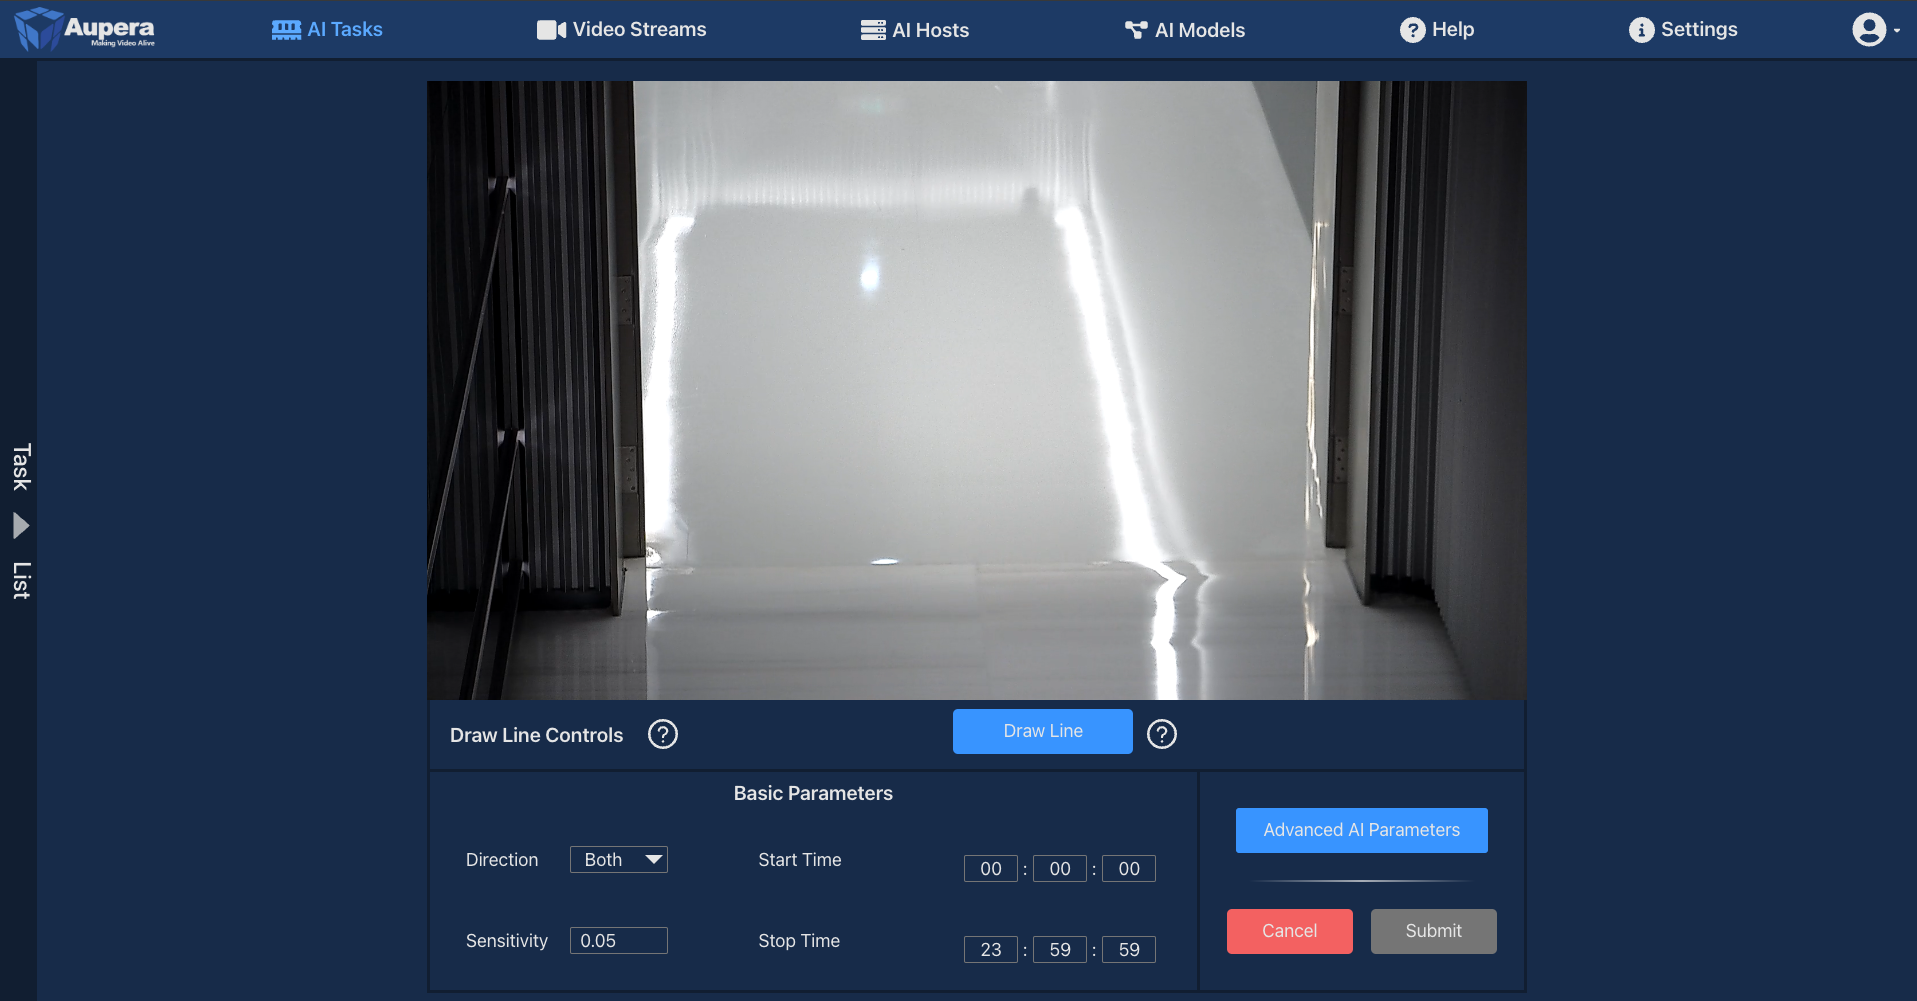 Aupera
Making Video Alive
AI Tasks
Video Streams
AI Hosts
AI Models
Help
Settings
Task
List
Draw Line Controls
Draw Line
Basic Parameters
Direction
Both
Start Time
00 : 00 : 00
Sensitivity
0.05
Stop Time
23 : 59 : 59
Advanced AI Parameters
Cancel
Submit